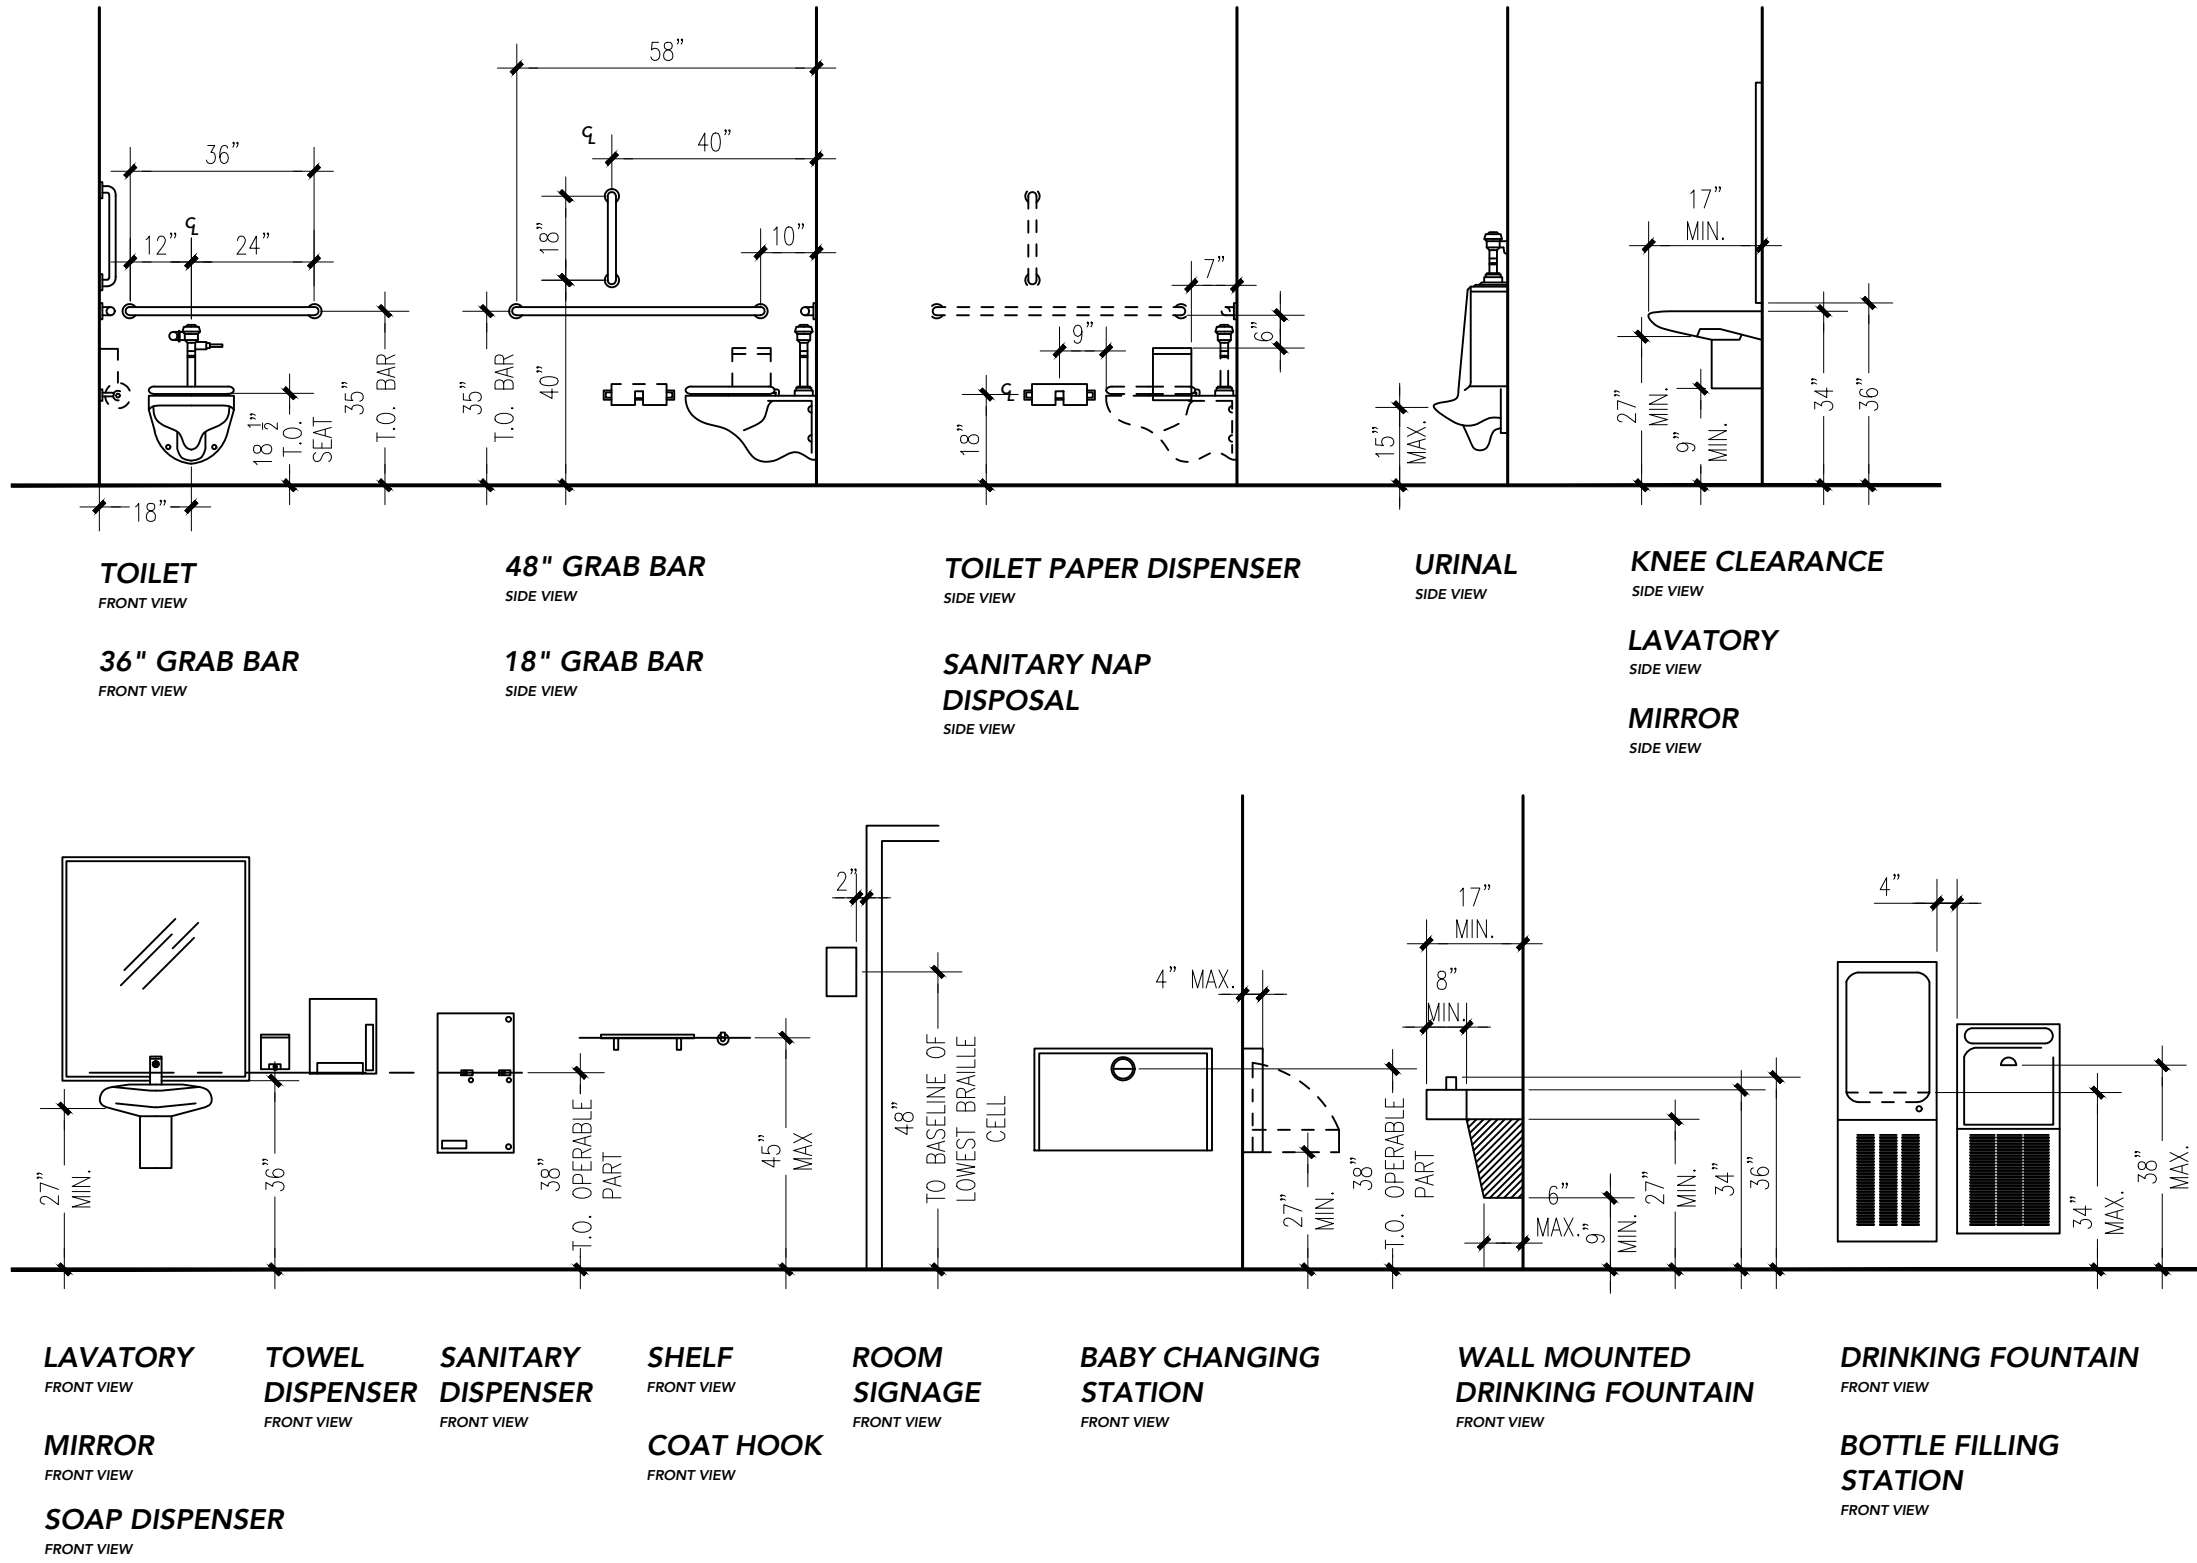 58”
36”
℄
40”
12”
℄
24”
18”
10”
35”
T.O. BAR
18 1/2”
T.O.
SEAT
18”
35”
T.O. BAR
40”
7”
9”
6”
℄
18”
15”
MAX.
17”
MIN.
27”
MIN.
9”
MIN.
34”
36”
TOILET
FRONT VIEW
36" GRAB BAR
FRONT VIEW
48" GRAB BAR
SIDE VIEW
18" GRAB BAR
SIDE VIEW
TOILET PAPER DISPENSER
SIDE VIEW
SANITARY NAP
DISPOSAL
SIDE VIEW
URINAL
SIDE VIEW
KNEE CLEARANCE
SIDE VIEW
LAVATORY
SIDE VIEW
MIRROR
SIDE VIEW
27”
MIN.
36”
38”
T.O. OPERABLE
PART
45”
MAX
2”
48”
TO BASELINE OF
LOWEST BRAILLE
CELL
4” MAX.
27”
MIN.
38”
T.O. OPERABLE
PART
17”
MIN.
8”
MIN.
6”
MAX.
9”
MIN.
27”
MIN.
34”
36”
4”
34”
MAX.
38”
MAX.
LAVATORY
FRONT VIEW
MIRROR
FRONT VIEW
SOAP DISPENSER
FRONT VIEW
TOWEL
DISPENSER
FRONT VIEW
SANITARY
DISPENSER
FRONT VIEW
SHELF
FRONT VIEW
COAT HOOK
FRONT VIEW
ROOM
SIGNAGE
FRONT VIEW
BABY CHANGING
STATION
FRONT VIEW
WALL MOUNTED
DRINKING FOUNTAIN
FRONT VIEW
DRINKING FOUNTAIN
FRONT VIEW
BOTTLE FILLING
STATION
FRONT VIEW